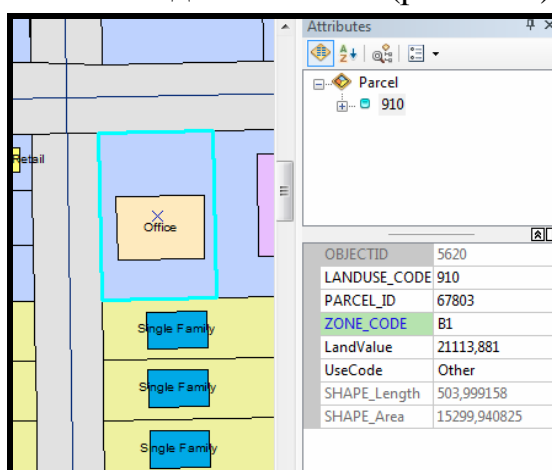 Attributes
Parcel
910
Retail
Office
Single Family
Single Family
Single Family
OBJECTID 5620
LANDUSE_CODE 910
PARCEL_ID 67803
ZONE_CODE B1
LandValue 21113,881
UseCode Other
SHAPE_Length 503,999158
SHAPE_Area 15299,940825